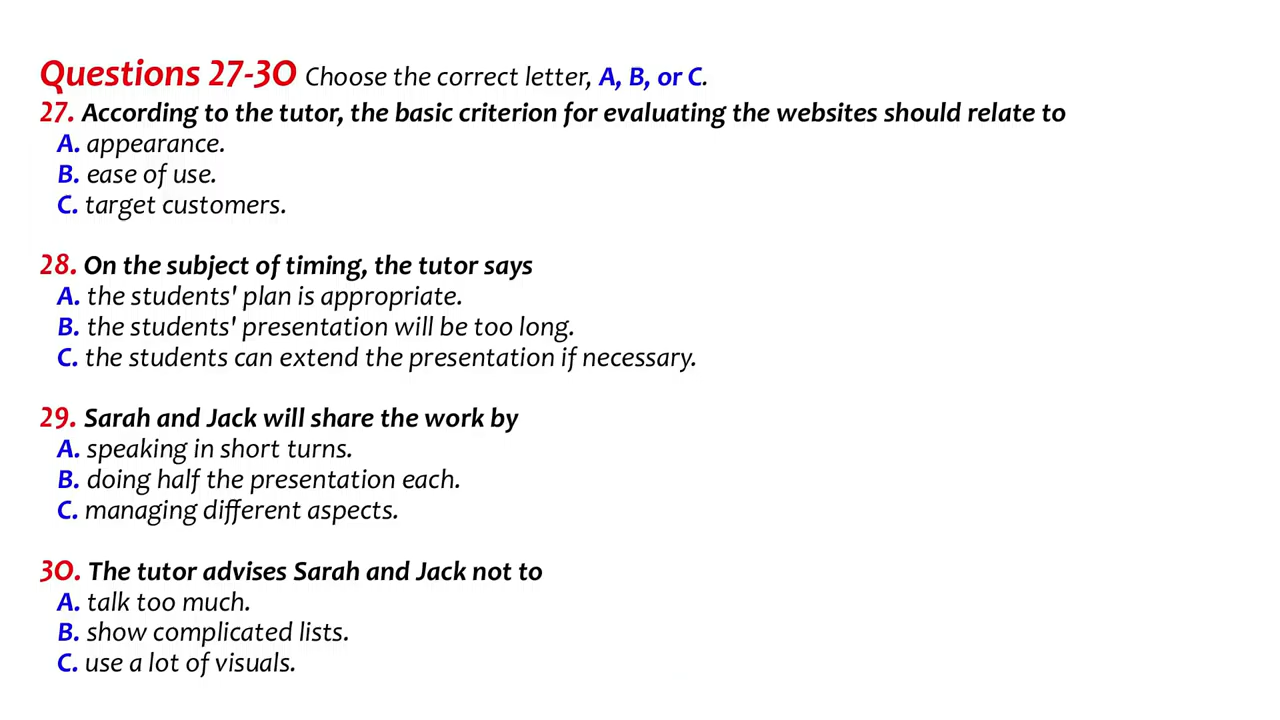 Questions 27-30 Choose the correct letter, A, B, or C.
27. According to the tutor, the basic criterion for evaluating the websites should relate to
A. appearance.
B. ease of use.
C. target customers.
28. On the subject of timing, the tutor says
A. the students' plan is appropriate.
B. the students' presentation will be too long.
C. the students can extend the presentation if necessary.
29. Sarah and Jack will share the work by
A. speaking in short turns.
B. doing half the presentation each.
C. managing different aspects.
30. The tutor advises Sarah and Jack not to
A. talk too much.
B. show complicated lists.
C. use a lot of visuals.